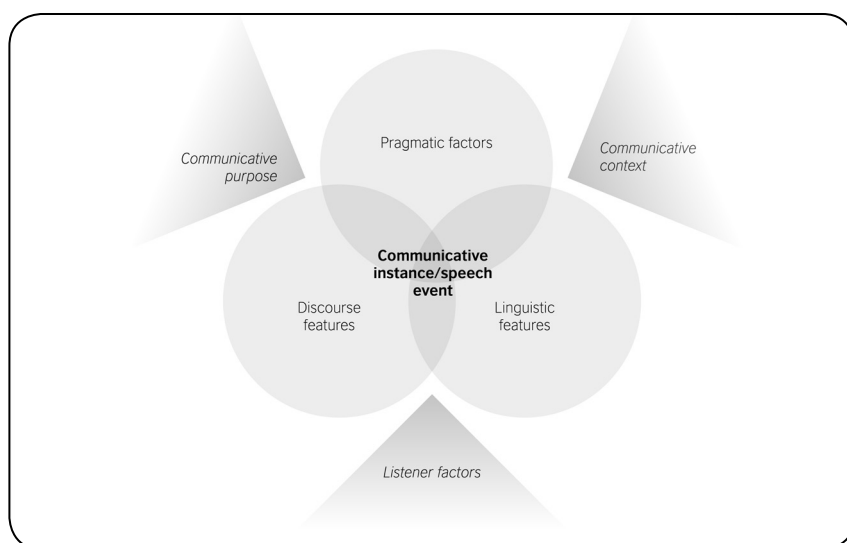 Pragmatic factors
Communicative
purpose
Communicative
context
Communicative
instance/speech
event
Discourse
features
Linguistic
features
Listener factors